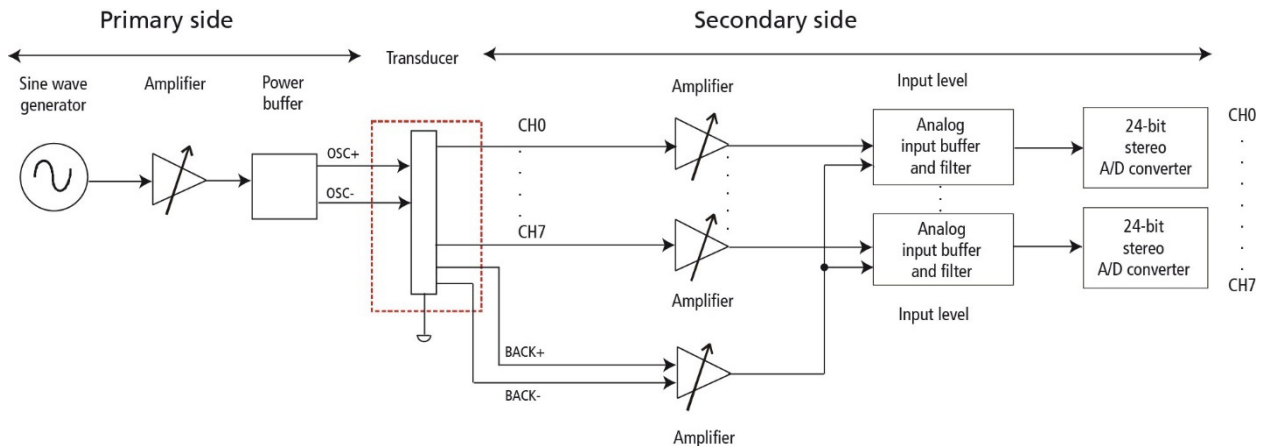 Primary side
Secondary side
Transducer
Sine wave
generator
Amplifier
Power
buffer
Amplifier
Input level
OSC+
OSC-
CH0
CH7
Analog
input buffer
and filter
24-bit
stereo
A/D converter
CH0
Analog
input buffer
and filter
24-bit
stereo
A/D converter
CH7
Amplifier
Input level
BACK+
BACK-
Amplifier